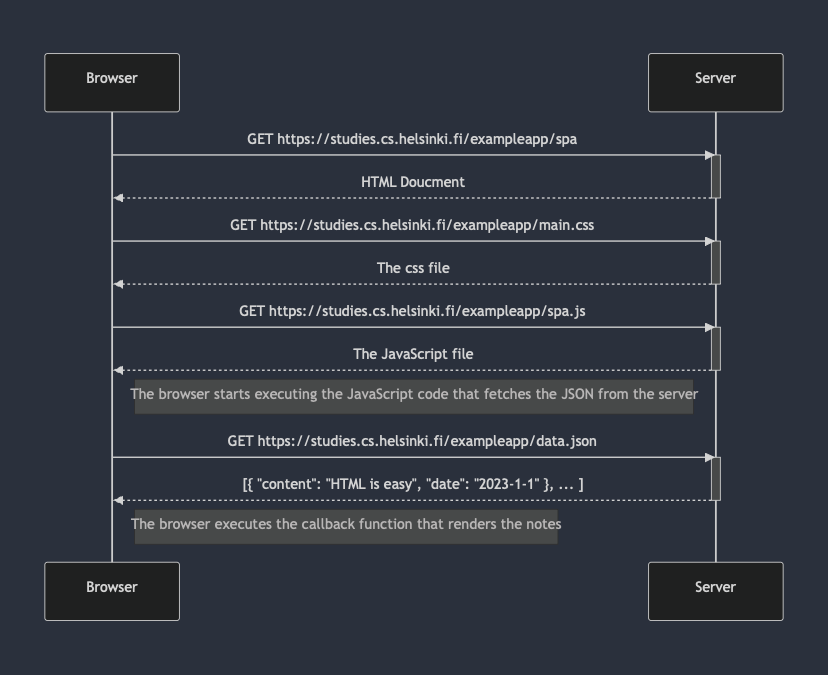 Browser
Server
GET https://studies.cs.helsinki.fi/exampleapp/spa
HTML Doucment
GET https://studies.cs.helsinki.fi/exampleapp/main.css
The css file
GET https://studies.cs.helsinki.fi/exampleapp/spa.js
The JavaScript file
The browser starts executing the JavaScript code that fetches the JSON from the server
GET https://studies.cs.helsinki.fi/exampleapp/data.json
[{ "content": "HTML is easy", "date": "2023-1-1" }, ... ]
The browser executes the callback function that renders the notes
Browser
Server